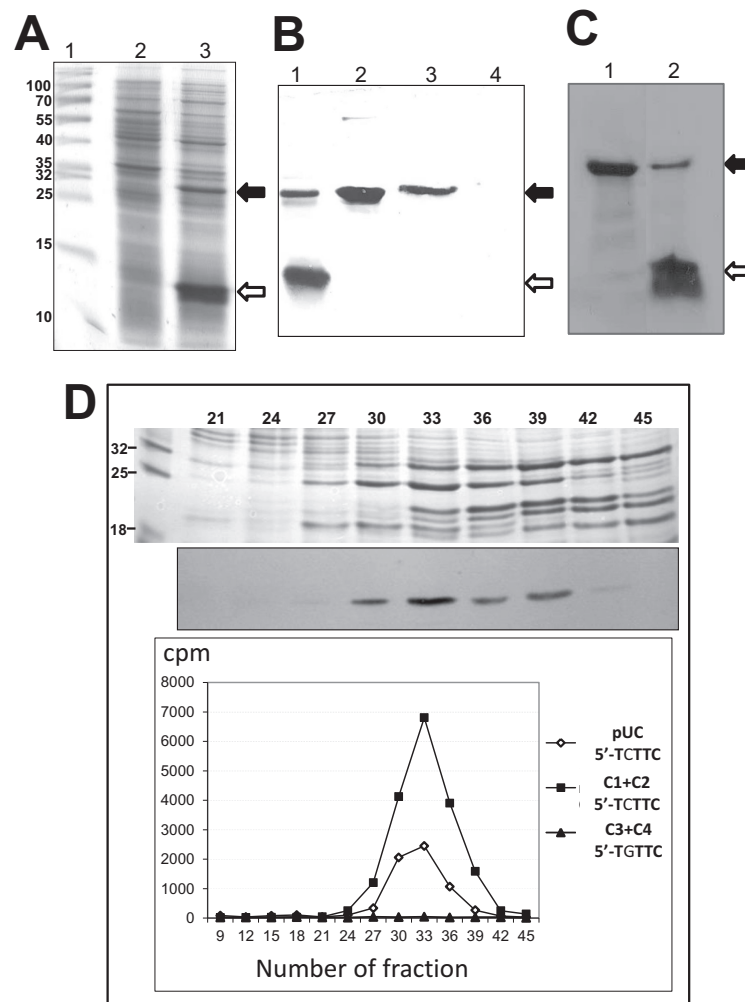 A
1 2 3
100
70
55
40
35
32
25
15
10
B
1 2 3 4
C
1 2
D
21 24 27 30 33 36 39 42 45
32
25
18
cpm
8000
7000
6000
5000
4000
3000
2000
1000
0
9 12 15 18 21 24 27 30 33 36 39 42 45
Number of fraction
pUC
5'-TCTTC
C1+C2
5'-TCTTC
C3+C4
5'-TGTTC